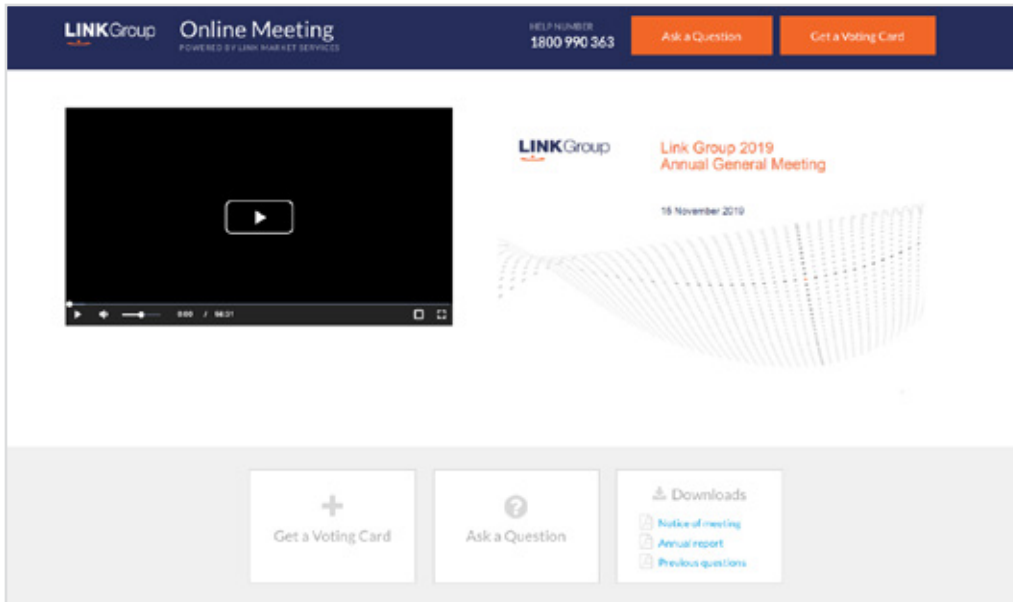 LINKGroup
Online Meeting
POWERED BY LINK MARKET SERVICES
HELP NUMBER
1800 990 363
Ask a Question
Get a Voting Card
LINKGroup
Link Group 2019
Annual General Meeting
15 November 2019
0:00 / 56:31
Get a Voting Card
Ask a Question
Downloads
Notice of meeting
Annual report
Previous questions